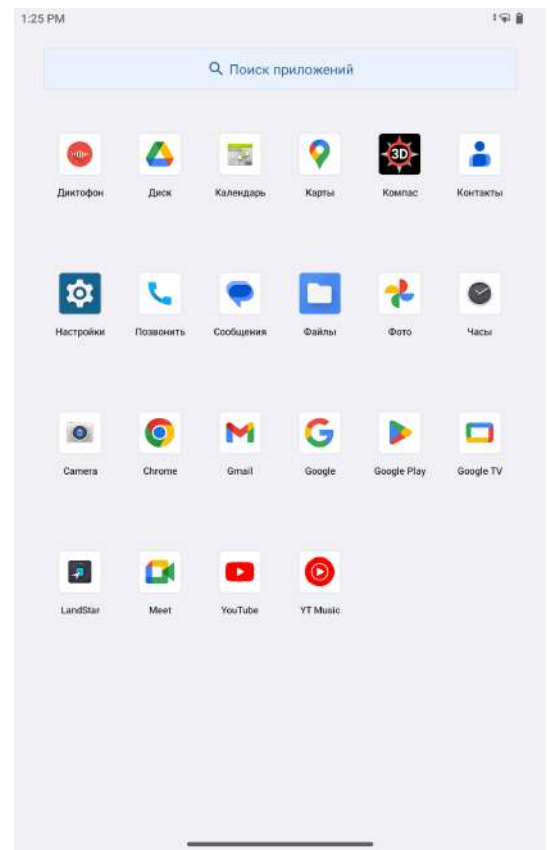 1:25 PM
Поиск приложений
Диктофон Диск Календарь Карты Компас Контакты
3D
Настройки Позвонить Сообщения Файлы Фото Часы
Camera Chrome Gmail Google Google Play Google TV
LandStar Meet YouTube YT Music